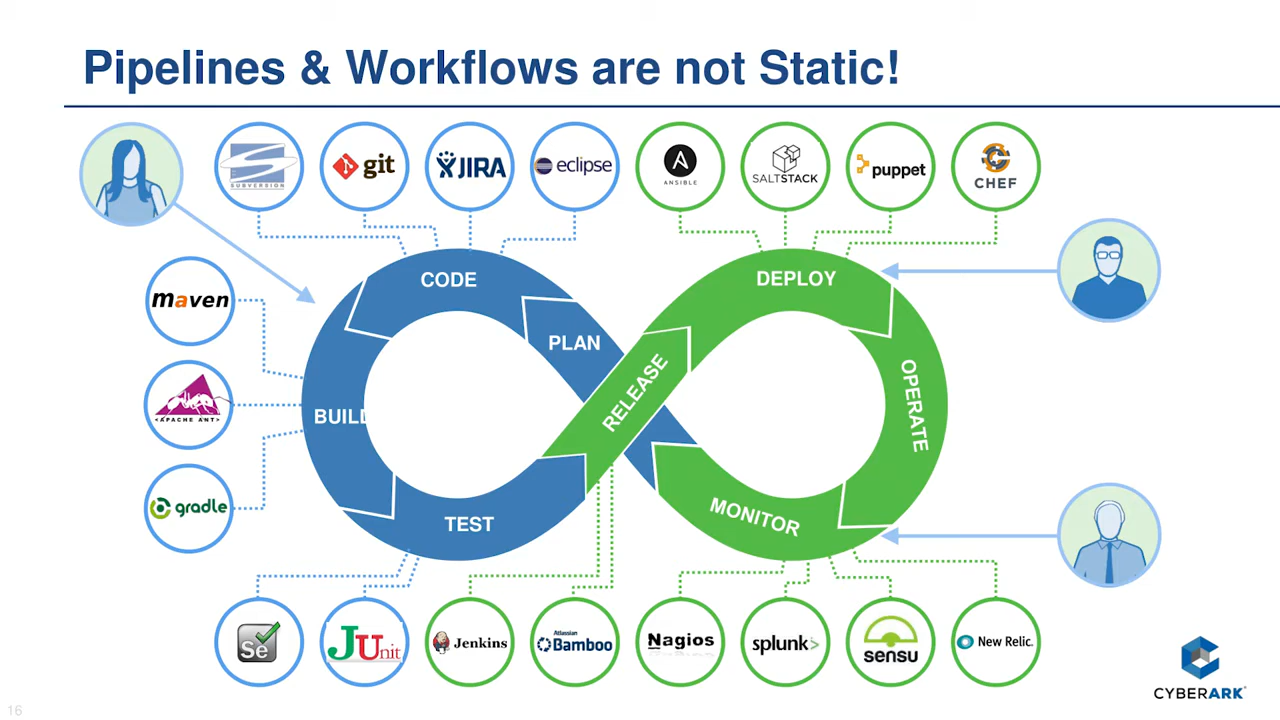 Pipelines & Workflows are not Static!
SUBVERSION
git
JIRA
eclipse
ANSIBLE
SALTSTACK
puppet
CHEF
maven
<APACHE ANT>
gradle
CODE
PLAN
BUILD
TEST
RELEASE
DEPLOY
OPERATE
MONITOR
Se
JUnit
Jenkins
Atlassian
Bamboo
Nagios
splunk>
sensu
New Relic.
CYBERARK®
16